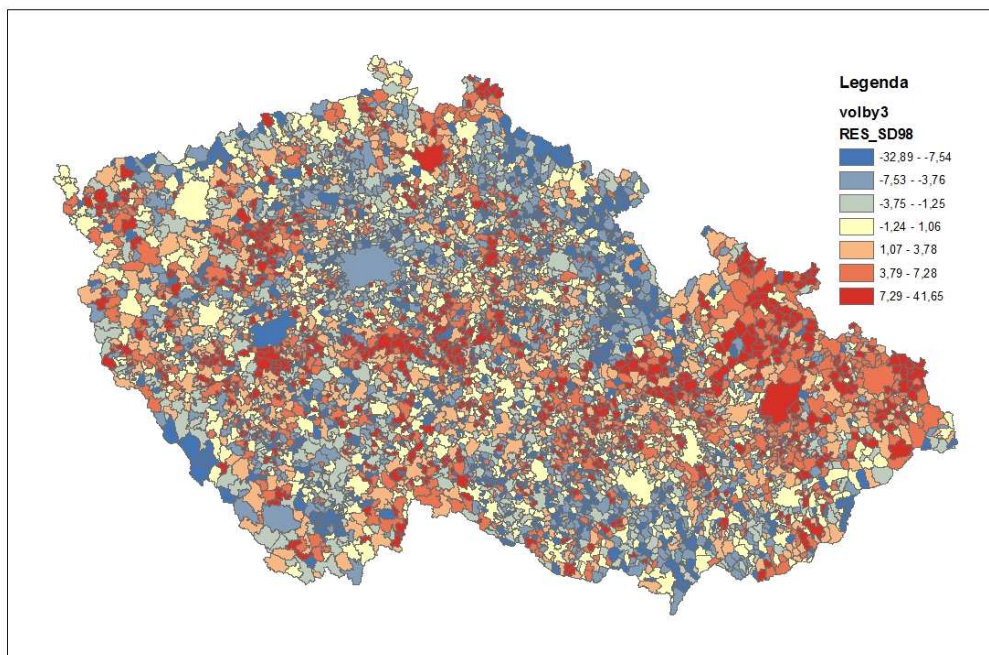 Legenda
volby3
RES_SD98
-32,89 - -7,54
-7,53 - -3,76
-3,75 - -1,25
-1,24 - 1,06
1,07 - 3,78
3,79 - 7,28
7,29 - 41,65